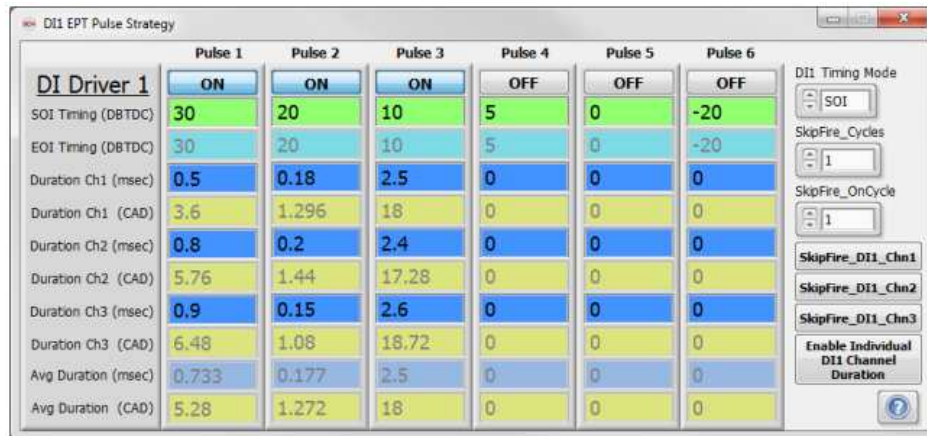 DI1 EPT Pulse Strategy
Pulse 1 Pulse 2 Pulse 3 Pulse 4 Pulse 5 Pulse 6
DI Driver 1 ON ON ON OFF OFF OFF
SOI Timing (DBTDC) 30 20 10 5 0 -20
EOI Timing (DBTDC) 30 20 10 5 0 -20
Duration Ch1 (msec) 0.5 0.18 2.5 0 0 0
Duration Ch1 (CAD) 3.6 1.296 18 0 0 0
Duration Ch2 (msec) 0.8 0.2 2.4 0 0 0
Duration Ch2 (CAD) 5.76 1.44 17.28 0 0 0
Duration Ch3 (msec) 0.9 0.15 2.6 0 0 0
Duration Ch3 (CAD) 6.48 1.08 18.72 0 0 0
Avg Duration (msec) 0.733 0.177 2.5 0 0 0
Avg Duration (CAD) 5.28 1.272 18 0 0 0
DI1 Timing Mode
SOI
SkipFire_Cycles
1
SkipFire_OnCycle
1
SkipFire_DI1_Chn1
SkipFire_DI1_Chn2
SkipFire_DI1_Chn3
Enable Individual
DI1 Channel
Duration
?